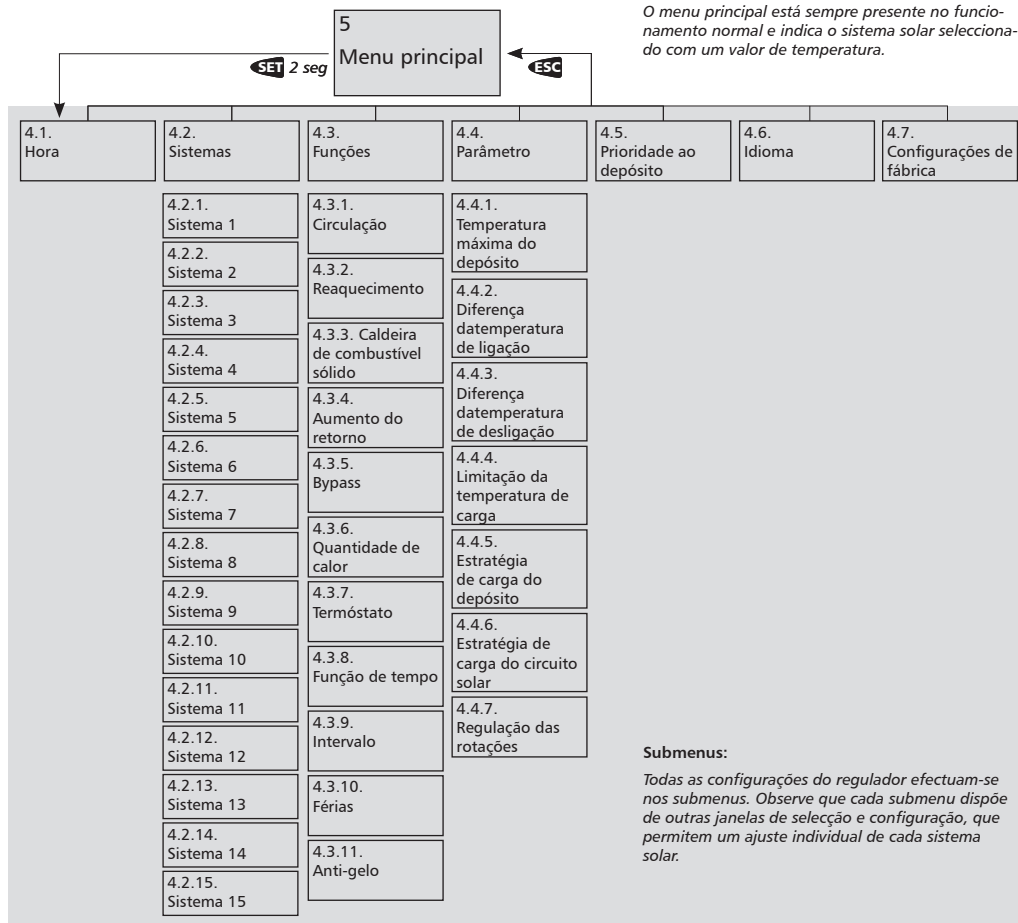 O menu principal está sempre presente no funcio-
namento normal e indica o sistema solar selecciona-
do com um valor de temperatura.
5
Menu principal
SET 2 seg
ESC
4.1.
Hora
4.2.
Sistemas
4.3.
Funções
4.4.
Parâmetro
4.5.
Prioridade ao
depósito
4.6.
Idioma
4.7.
Configurações de
fábrica
4.2.1.
Sistema 1
4.2.2.
Sistema 2
4.2.3.
Sistema 3
4.2.4.
Sistema 4
4.2.5.
Sistema 5
4.2.6.
Sistema 6
4.2.7.
Sistema 7
4.2.8.
Sistema 8
4.2.9.
Sistema 9
4.2.10.
Sistema 10
4.2.11.
Sistema 11
4.2.12.
Sistema 12
4.2.13.
Sistema 13
4.2.14.
Sistema 14
4.2.15.
Sistema 15
4.3.1.
Circulação
4.3.2.
Reaquecimento
4.3.3. Caldeira
de combustível
sólido
4.3.4.
Aumento do
retorno
4.3.5.
Bypass
4.3.6.
Quantidade de
calor
4.3.7.
Termóstato
4.3.8.
Função de tempo
4.3.9.
Intervalo
4.3.10.
Férias
4.3.11.
Anti-gelo
4.4.1.
Temperatura
máxima do
depósito
4.4.2.
Diferença
datemperatura
de ligação
4.4.3.
Diferença
datemperatura
de desligação
4.4.4.
Limitação da
temperatura de
carga
4.4.5.
Estratégia
de carga do
depósito
4.4.6.
Estratégia de
carga do circuito
solar
4.4.7.
Regulação das
rotações
Submenus:
Todas as configurações do regulador efectuam-se
nos submenus. Observe que cada submenu dispõe
de outras janelas de selecção e configuração, que
permitem um ajuste individual de cada sistema
solar.